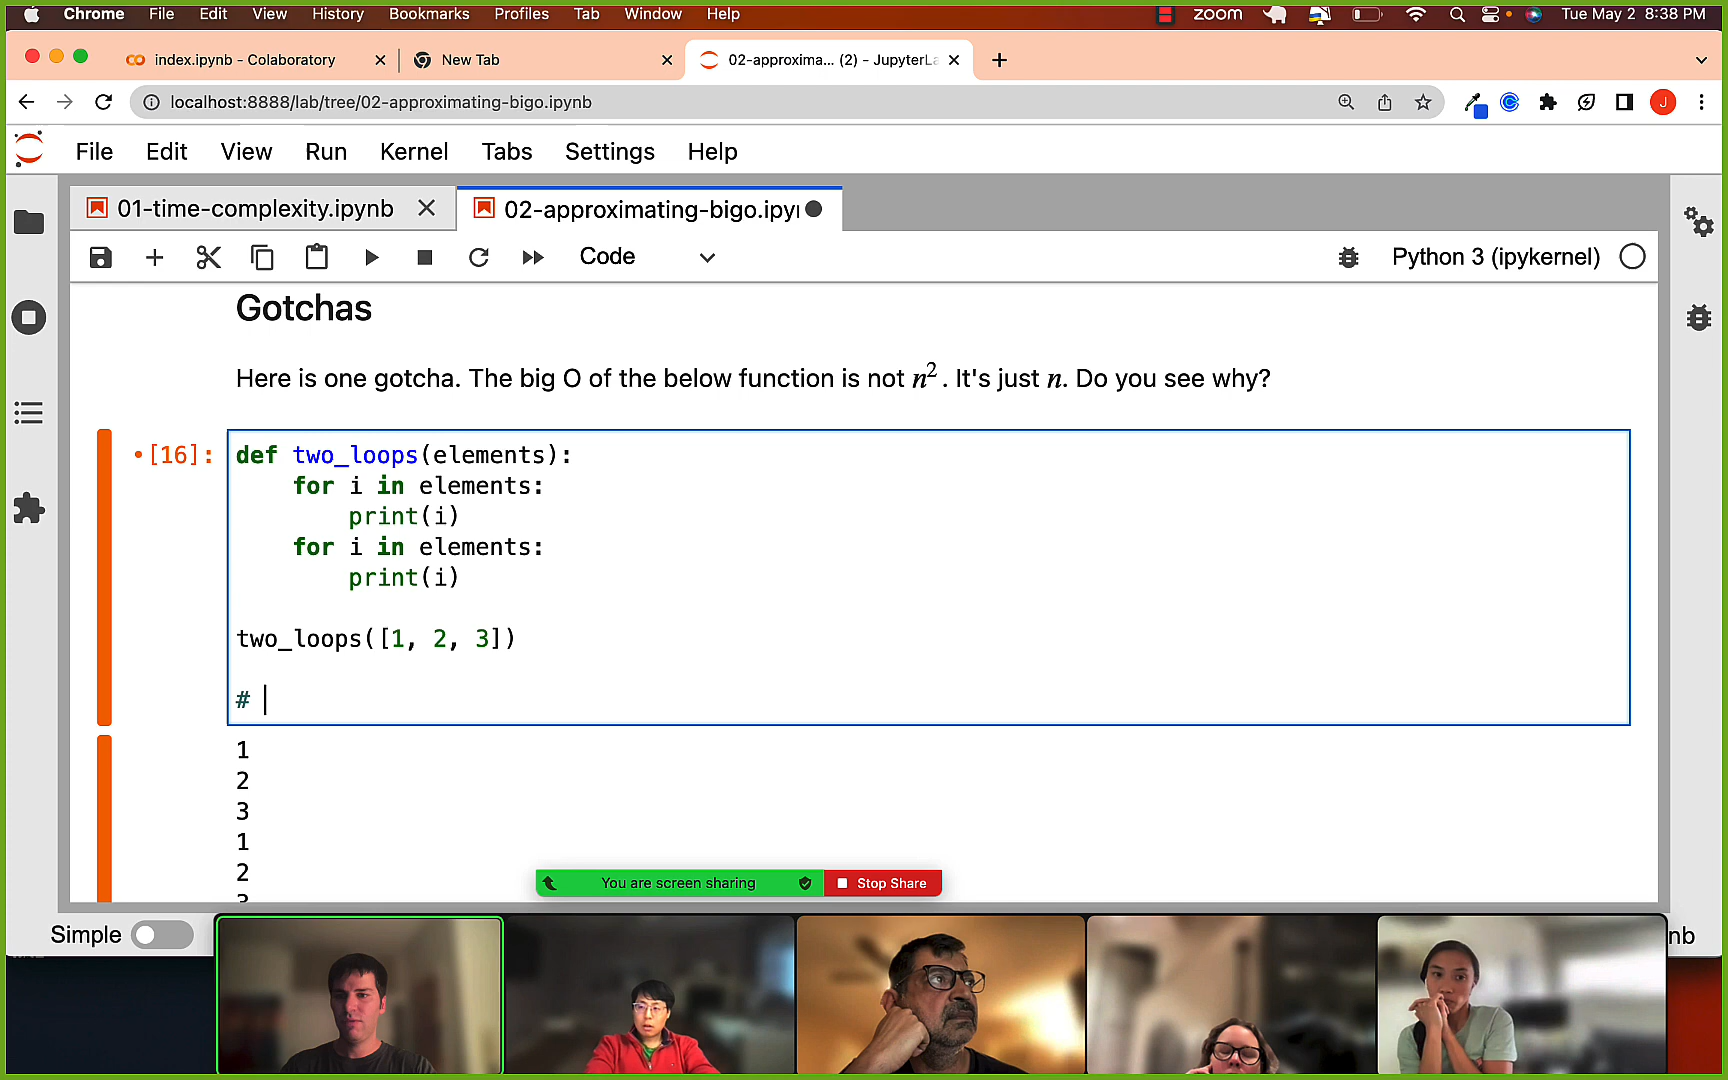 Chrome File Edit View History Bookmarks Profiles Tab Window Help zoom Tue May 2 8:38 PM
index.ipynb - Colaboratory New Tab 02-approxima... (2) - JupyterLa
localhost:8888/lab/tree/02-approximating-bigo.ipynb J
File Edit View Run Kernel Tabs Settings Help
01-time-complexity.ipynb 02-approximating-bigo.ipyı
Code Python 3 (ipykernel)
Gotchas
Here is one gotcha. The big O of the below function is not n². It's just n. Do you see why?
•[16]: def two_loops(elements):
for i in elements:
print(i)
for i in elements:
print(i)
two_loops([1, 2, 3])
#
1
2
3
1
2
3
You are screen sharing Stop Share
Simple nb